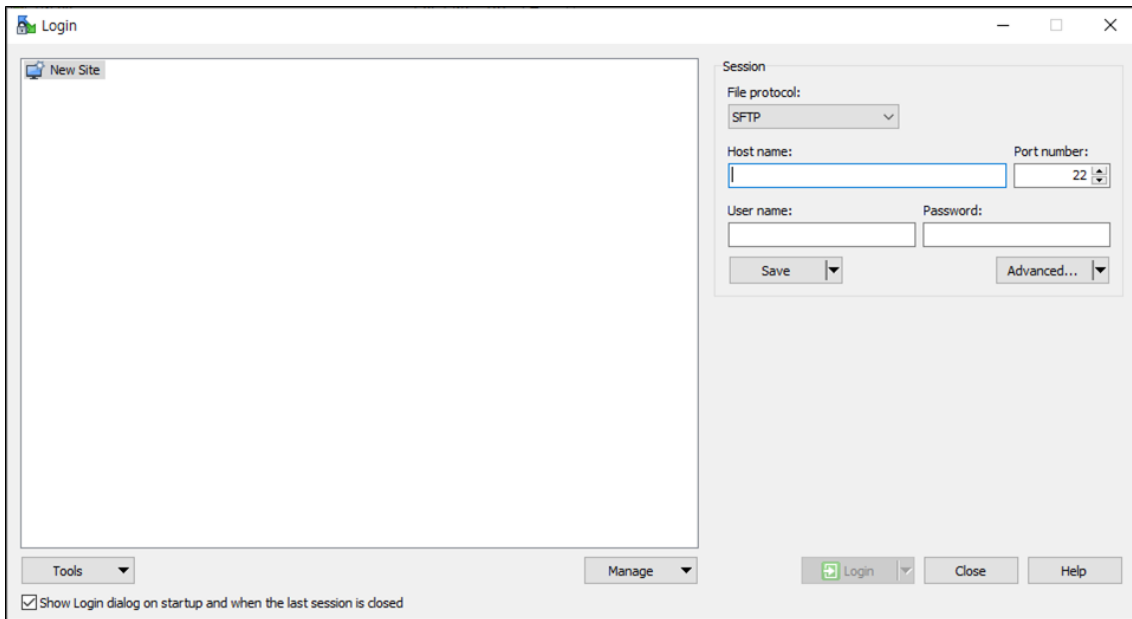 Login
New Site
Session
File protocol:
SFTP
Host name:
Port number:
22
User name:
Password:
Save
Advanced...
Tools
Manage
Login
Close
Help
Show Login dialog on startup and when the last session is closed